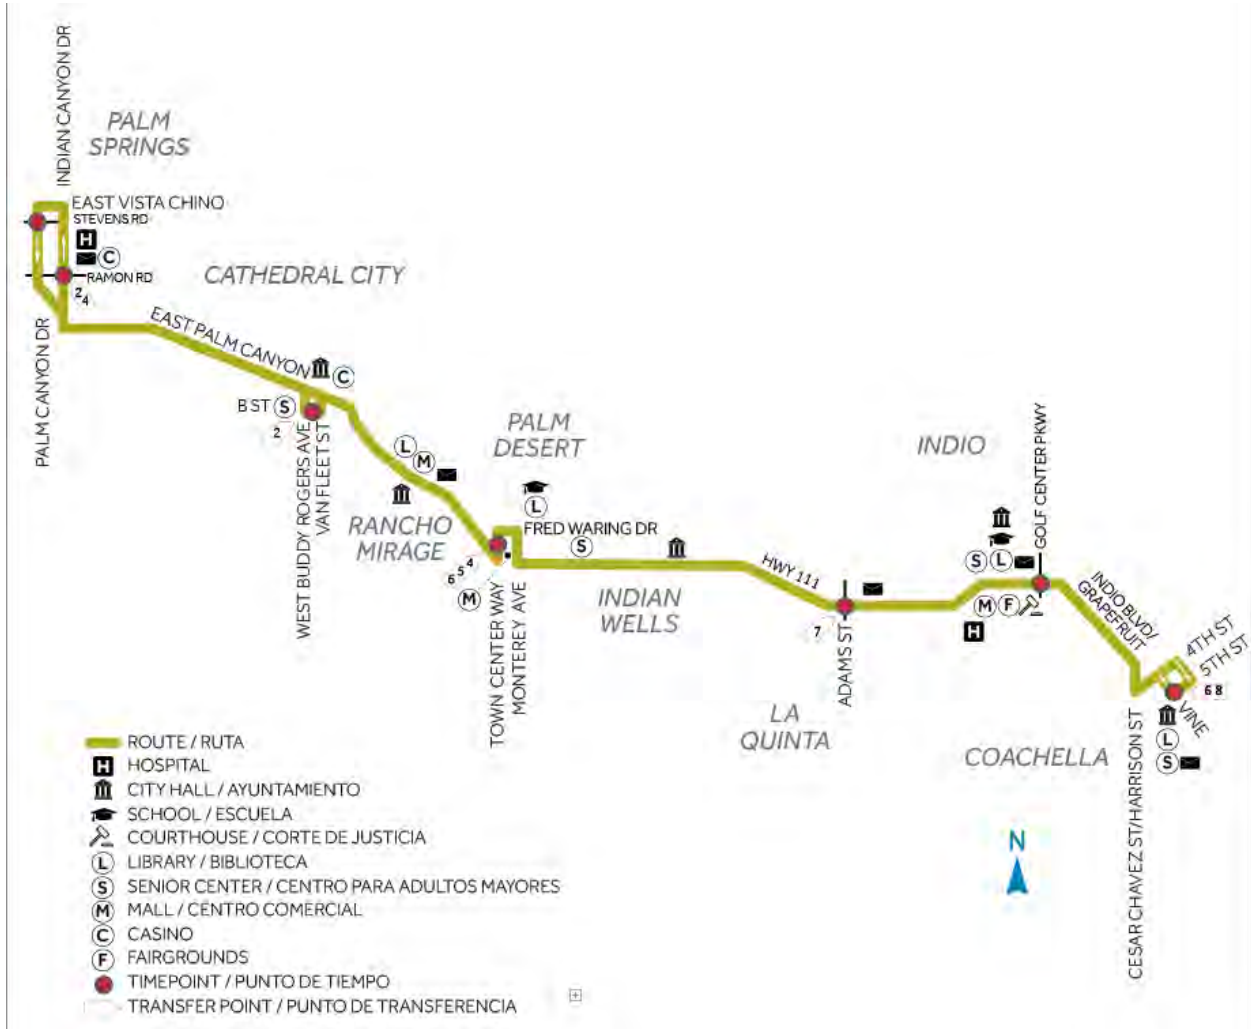 INDIAN CANYON DR
PALM
SPRINGS
EAST VISTA CHINO
STEVENS RD
H
C
RAMON RD
2 4
CATHEDRAL CITY
PALM CANYON DR
EAST PALM CANYON
C
B ST S
2
WEST BUDDY ROGERS AVE
VAN FLEET ST
L
M
RANCHO
MIRAGE
PALM
DESERT
L
FRED WARING DR
S
6 5 4
M
TOWN CENTER WAY
MONTEREY AVE
INDIAN
WELLS
HWY 111
7
ADAMS ST
LA
QUINTA
INDIO
GOLF CENTER PKWY
S L
M F
H
INDIO BLVD/
GRAPEFRUIT
4TH ST
5TH ST
6 8
VINE
L
S
COACHELLA
CESAR CHAVEZ ST/HARRISON ST
N
ROUTE / RUTA
H HOSPITAL
CITY HALL / AYUNTAMIENTO
SCHOOL / ESCUELA
COURTHOUSE / CORTE DE JUSTICIA
L LIBRARY / BIBLIOTECA
S SENIOR CENTER / CENTRO PARA ADULTOS MAYORES
M MALL / CENTRO COMERCIAL
C CASINO
F FAIRGROUNDS
TIMEPOINT / PUNTO DE TIEMPO
TRANSFER POINT / PUNTO DE TRANSFERENCIA